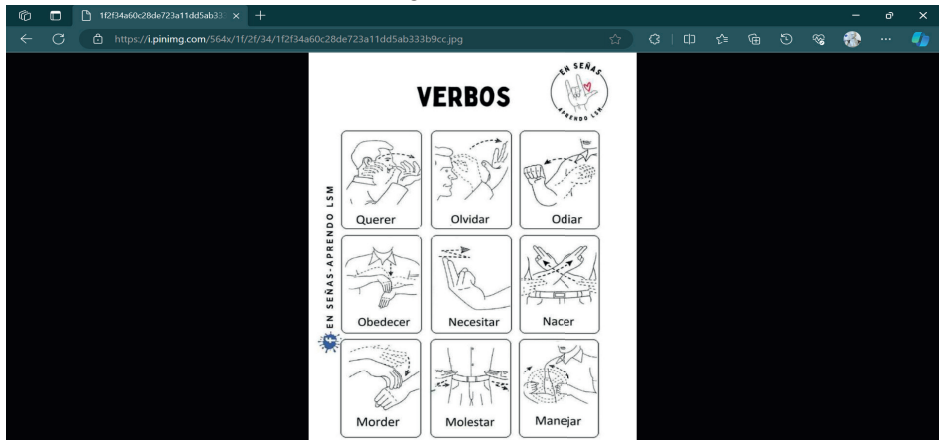 1f2f34a60c28de723a11dd5ab33
https://i.pinimg.com/564x/1f/2f/34/1f2f34a60c28de723a11dd5ab333b9cc.jpg
EN SEÑAS
APRENDO LSM
VERBOS
EN SEÑAS-APRENDO LSM
Querer
Olvidar
Odiar
Obedecer
Necesitar
Nacer
Morder
Molestar
Manejar